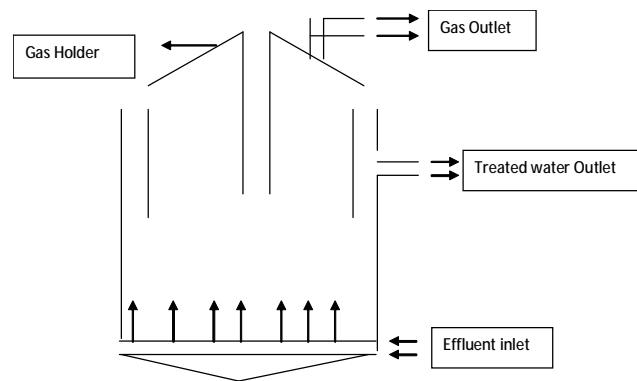 Gas Outlet
Gas Holder
Treated water Outlet
Effluent inlet